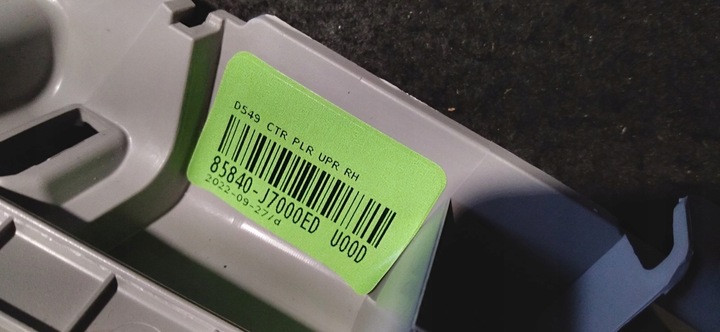 D549 CTR PLR UPR RH
85840-J7000ED U00D
2022-09-27/d